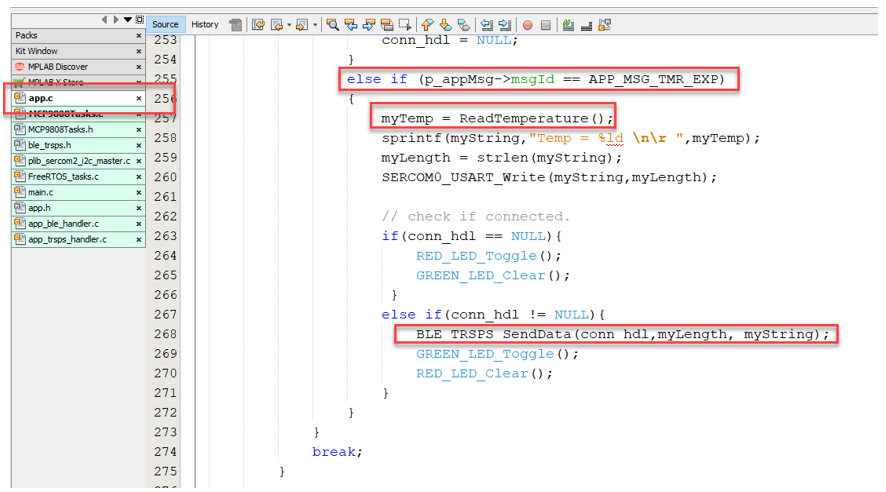 Source History
Packs ×
Kit Window ×
MPLAB Discover ×
MPLAB X Store ×
app.c ×
MCP9808Tasks.c ×
MCP9808Tasks.h ×
ble_trsps.h ×
plib_sercom2_i2c_master.c ×
FreeRTOS_tasks.c ×
main.c ×
app.h ×
app_ble_handler.c ×
app_trsps_handler.c ×
253 conn_hdl = NULL;
254 }
255 else if (p_appMsg->msgId == APP_MSG_TMR_EXP)
256 {
257 myTemp = ReadTemperature();
258 sprintf(myString,"Temp = %ld \n\r ",myTemp);
259 myLength = strlen(myString);
260 SERCOM0_USART_Write(myString,myLength);
261
262 // check if connected.
263 if(conn_hdl == NULL){
264 RED_LED_Toggle();
265 GREEN_LED_Clear();
266 }
267 else if(conn_hdl != NULL){
268 BLE_TRSPS_SendData(conn_hdl,myLength, myString);
269 GREEN_LED_Toggle();
270 RED_LED_Clear();
271 }
272 }
273 }
274 break;
275 }